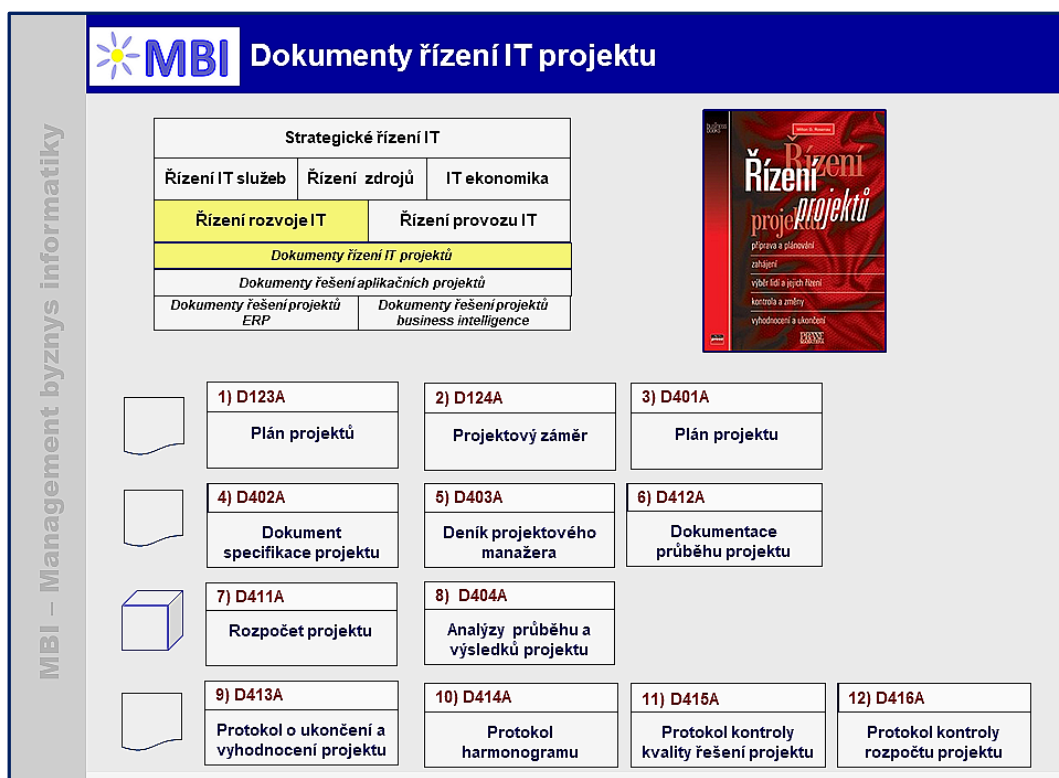 MBI Dokumenty řízení IT projektu
MBI – Management byznys informatiky
Strategické řízení IT
Řízení IT služeb
Řízení zdrojů
IT ekonomika
Řízení rozvoje IT
Řízení provozu IT
Dokumenty řízení IT projektů
Dokumenty řešení aplikačních projektů
Dokumenty řešení projektů
ERP
Dokumenty řešení projektů
business intelligence
Milton D. Rosenau
Řízení
Řízení
projektů
projektů
příprava a plánování
zahájení
výběr lidí a jejich řízení
kontrola a změny
vyhodnocení a ukončení
1) D123A
Plán projektů
2) D124A
Projektový záměr
3) D401A
Plán projektu
4) D402A
Dokument
specifikace projektu
5) D403A
Deník projektového
manažera
6) D412A
Dokumentace
průběhu projektu
7) D411A
Rozpočet projektu
8) D404A
Analýzy průběhu a
výsledků projektu
9) D413A
Protokol o ukončení a
vyhodnocení projektu
10) D414A
Protokol
harmonogramu
11) D415A
Protokol kontroly
kvality řešení projektu
12) D416A
Protokol kontroly
rozpočtu projektu